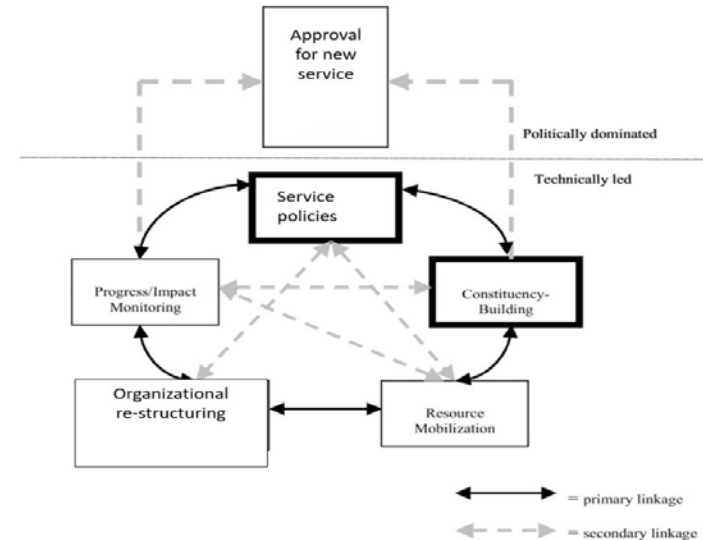 Approval
for new
service
Politically dominated
Technically led
Service
policies
Progress/Impact
Monitoring
Constituency-
Building
Organizational
re-structuring
Resource
Mobilization
= primary linkage
= secondary linkage